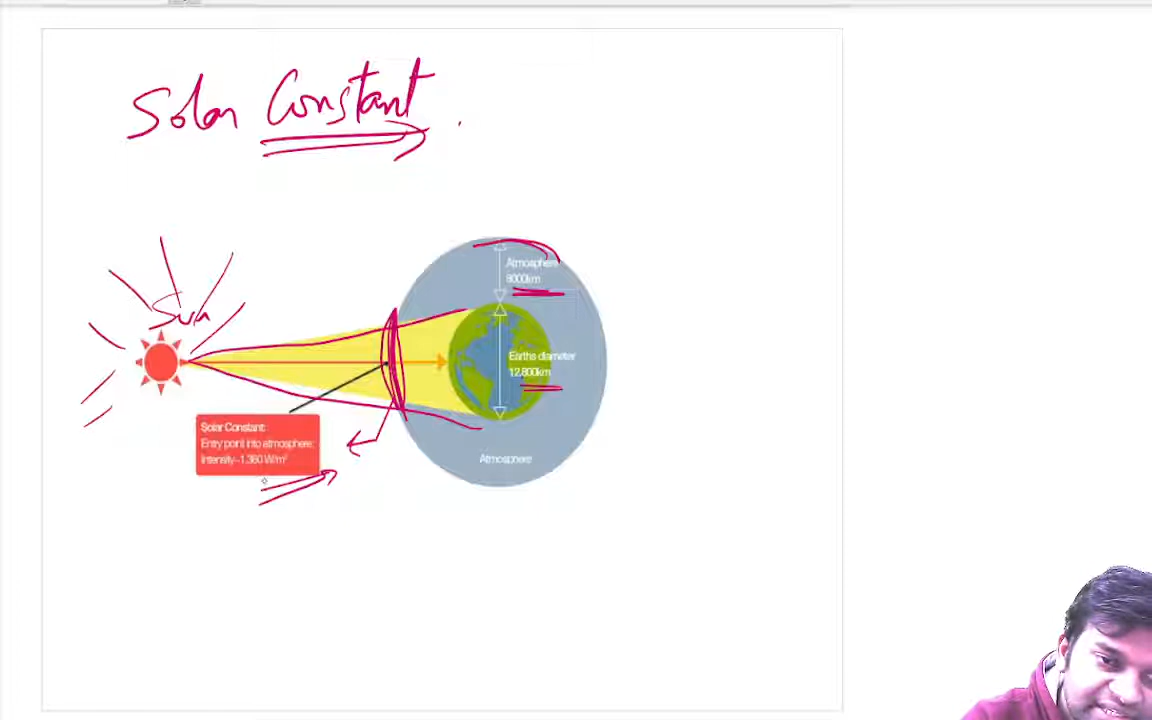 Solar Constant
Sun
Atmosphere
8000km
Earths diameter
12,800km
Solar Constant:
Entry point into atmosphere:
Intensity~1,360 W/m²
Atmosphere